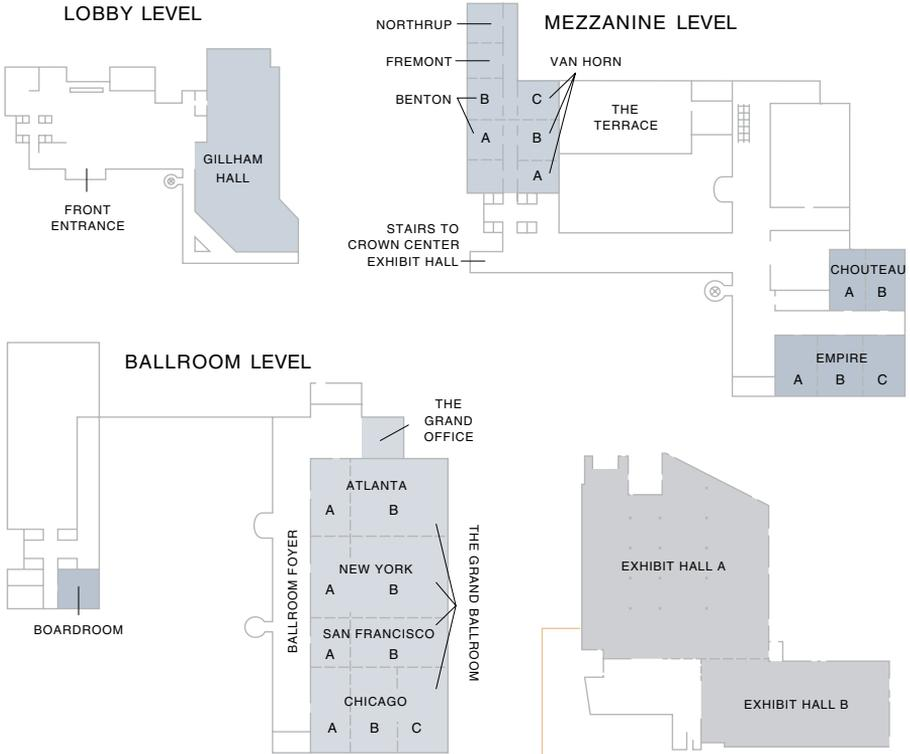 LOBBY LEVEL
GILLHAM
HALL
FRONT
ENTRANCE
MEZZANINE LEVEL
NORTHRUP
FREMONT
VAN HORN
BENTON
B
C
THE
TERRACE
A
B
A
STAIRS TO
CROWN CENTER
EXHIBIT HALL
CHOUTEAU
A B
EMPIRE
A B C
BALLROOM LEVEL
THE
GRAND
OFFICE
ATLANTA
A B
NEW YORK
A B
SAN FRANCISCO
A B
CHICAGO
A B C
BALLROOM FOYER
THE GRAND BALLROOM
BOARDROOM
EXHIBIT HALL A
EXHIBIT HALL B